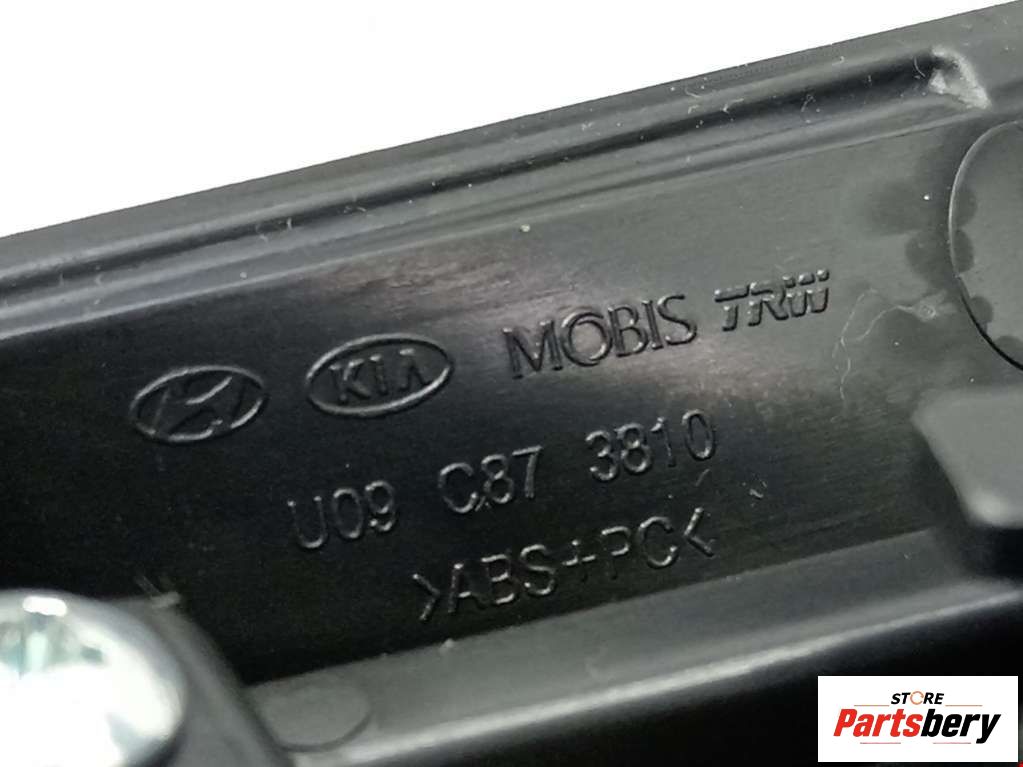 KIA MOBIS TRW
U09 C87 3810
>ABS+PC<
STORE
Partsbery